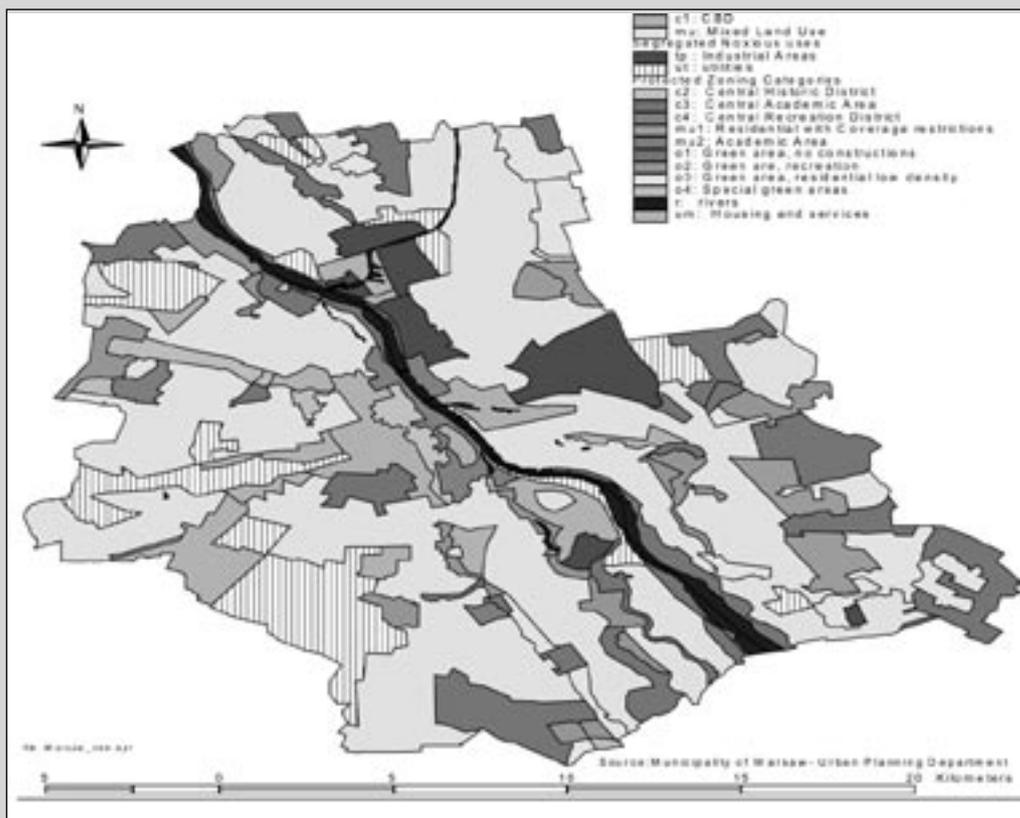 c1: CBD
mu: Mixed Land Use
Segregated Noxious uses
tp: Industrial Areas
ut: utilities
Protected Zoning Categories
c2: Central Historic District
c3: Central Academic Area
c4: Central Recreation District
mu1: Residential with Coverage restrictions
mu2: Academic Area
o1: Green area, no constructions
o2: Green are, recreation
o3: Green area, residential low density
o4: Special green areas
r: rivers
um: Housing and services
N
Source:Municipality of Warsaw- Urban Planning Department
5 0 5 10 15 20 Kilometers